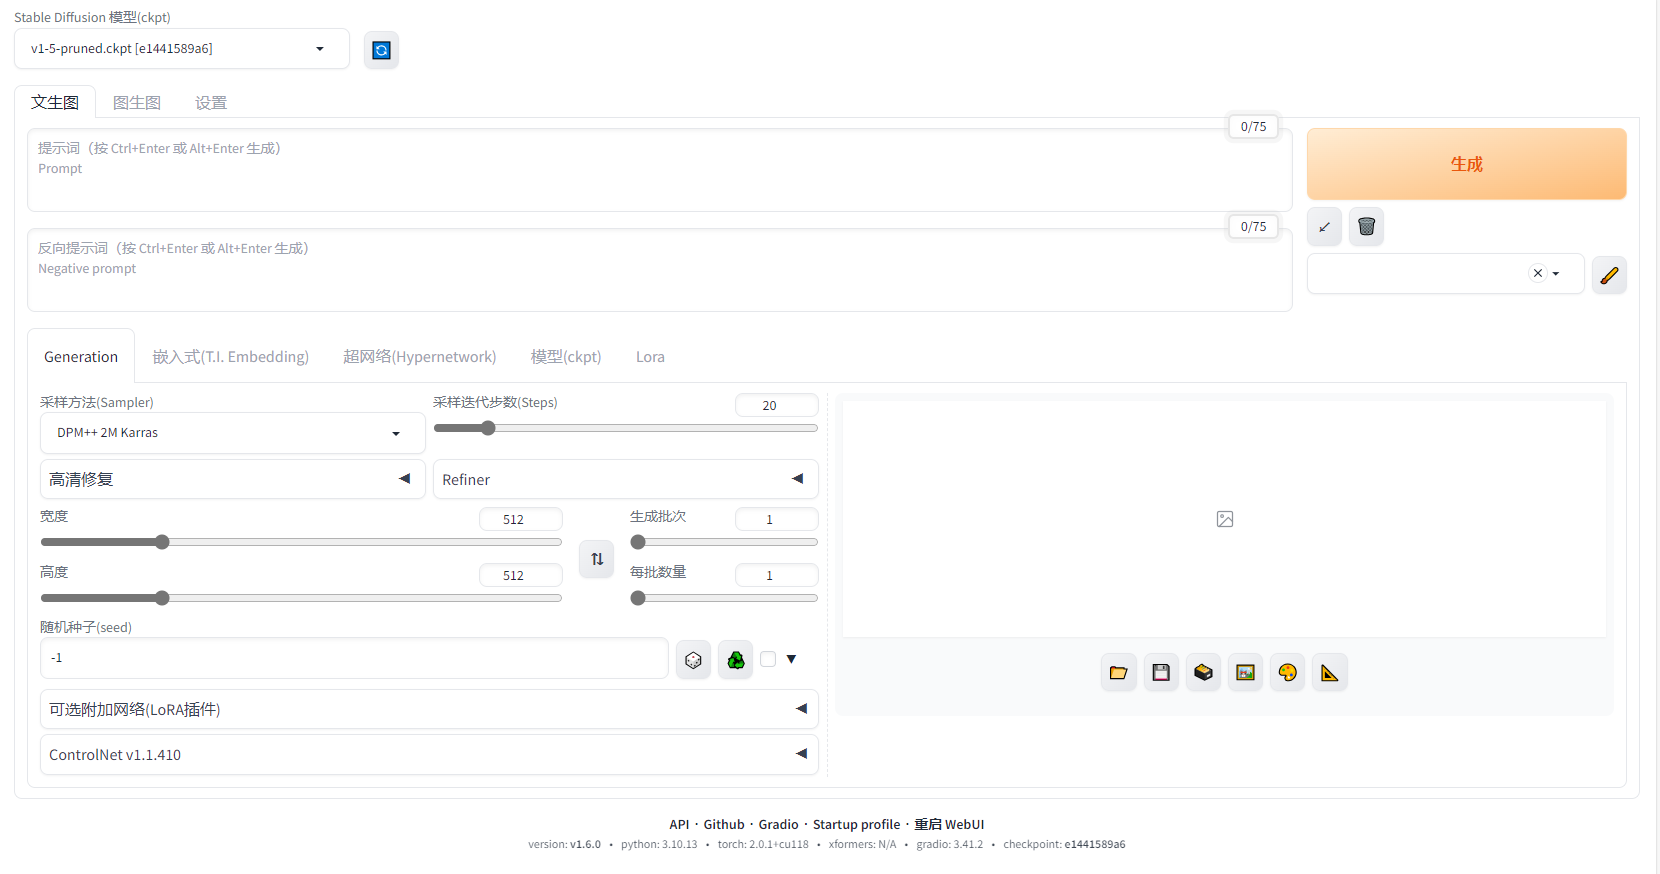 Stable Diffusion 模型(ckpt)
v1-5-pruned.ckpt [e1441589a6]
文生图 图生图 设置
0/75
提示词（按 Ctrl+Enter 或 Alt+Enter 生成）
Prompt
生成
0/75
反向提示词（按 Ctrl+Enter 或 Alt+Enter 生成）
Negative prompt
Generation 嵌入式(T.I. Embedding) 超网络(Hypernetwork) 模型(ckpt) Lora
采样方法(Sampler) 采样迭代步数(Steps) 20
DPM++ 2M Karras
高清修复 Refiner
宽度 512 生成批次 1
高度 512 每批数量 1
随机种子(seed)
-1
可选附加网络(LoRA插件)
ControlNet v1.1.410
API · Github · Gradio · Startup profile · 重启 WebUI
version: v1.6.0 • python: 3.10.13 • torch: 2.0.1+cu118 • xformers: N/A • gradio: 3.41.2 • checkpoint: e1441589a6